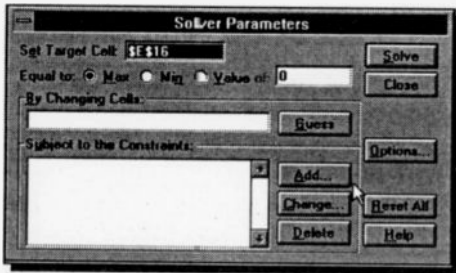 Solver Parameters
Set Target Cell: $E$16
Solve
Equal to: Max Min Value of: 0
Close
By Changing Cells:
Guess
Subject to the Constraints:
Options...
Add...
Change...
Reset All
Delete
Help